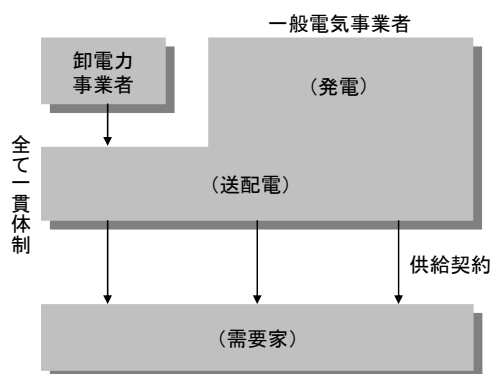 一般電気事業者
卸電力
事業者
(発電)
全て一貫体制
(送配電)
供給契約
(需要家)